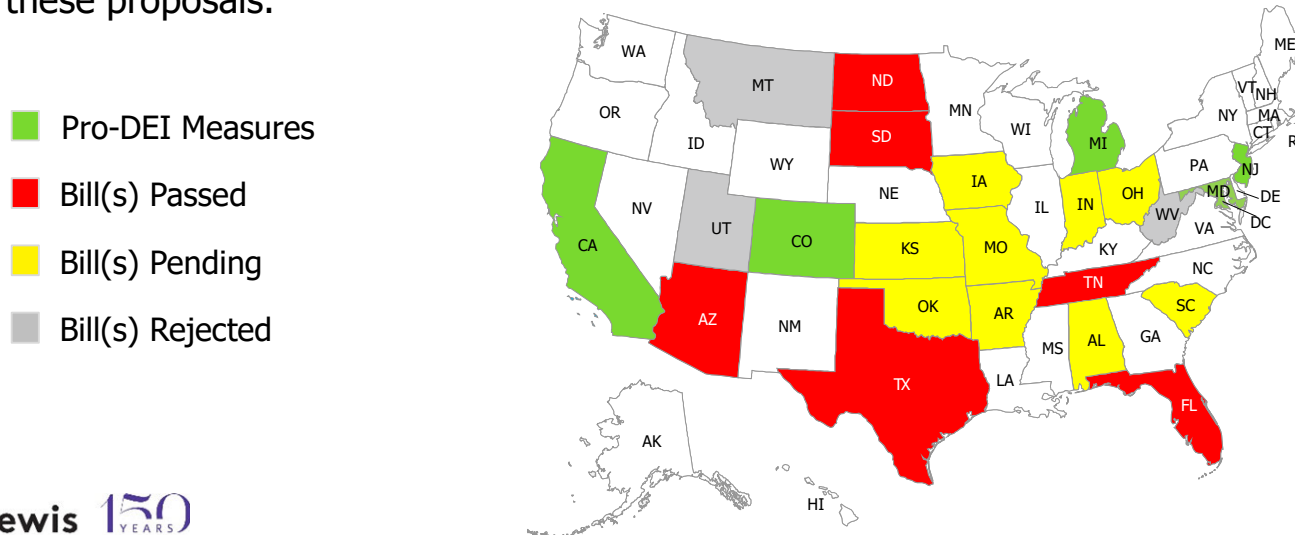 these proposals.
Pro-DEI Measures
Bill(s) Passed
Bill(s) Pending
Bill(s) Rejected
WA
MT
ND
MN
ME
OR
ID
WY
SD
WI
MI
VT
NH
NY
MA
CT
R
NV
UT
CO
NE
IA
IL
IN
OH
PA
NJ
MD
DE
DC
WV
VA
CA
KS
MO
KY
NC
AZ
NM
OK
AR
TN
SC
TX
LA
MS
AL
GA
FL
AK
HI
ewis 150
YEARS